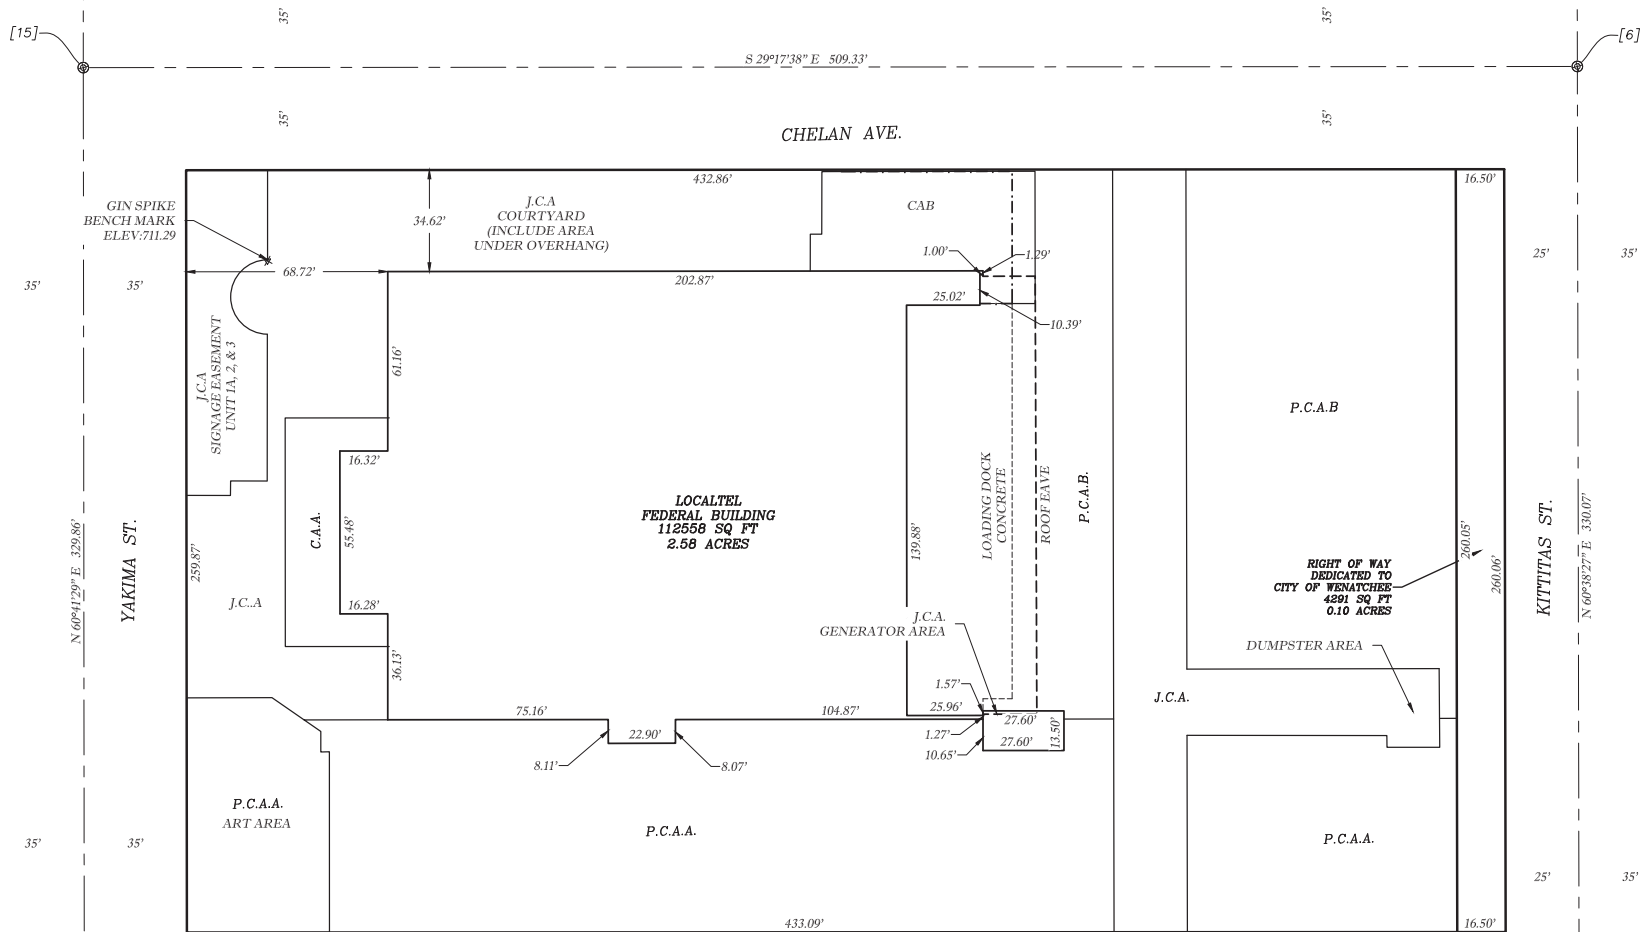 35'
35'
[15]
[6]
S 29°17'38" E 509.33'
35'
35'
CHELAN AVE.
432.86'
16.50'
GIN SPIKE
BENCH MARK
ELEV:711.29
34.62'
J.C.A
COURTYARD
(INCLUDE AREA
UNDER OVERHANG)
CAB
1.00'
1.29'
68.72'
202.87'
25.02'
10.39'
35'
35'
25'
35'
J.C.A
SIGNAGE EASEMENT
UNIT 1A, 2, & 3
61.16'
P.C.A.B
16.32'
LOADING DOCK
CONCRETE
ROOF EAVE
P.C.A.B.
LOCALTEL
FEDERAL BUILDING
112558 SQ FT
2.58 ACRES
C.A.A.
55.48'
139.88'
N 60°41'29" E 329.86'
YAKIMA ST.
259.87'
260.05'
260.06'
KITTITAS ST.
N 60°38'27" E 330.07'
RIGHT OF WAY
DEDICATED TO
CITY OF WENATCHEE
4291 SQ FT
0.10 ACRES
J.C..A
16.28'
J.C.A.
GENERATOR AREA
DUMPSTER AREA
36.13'
1.57'
J.C.A.
75.16'
104.87'
25.96'
27.60'
22.90'
1.27'
27.60'
13.50'
10.65'
8.11'
8.07'
P.C.A.A.
ART AREA
P.C.A.A.
P.C.A.A.
35'
35'
25'
35'
433.09'
16.50'